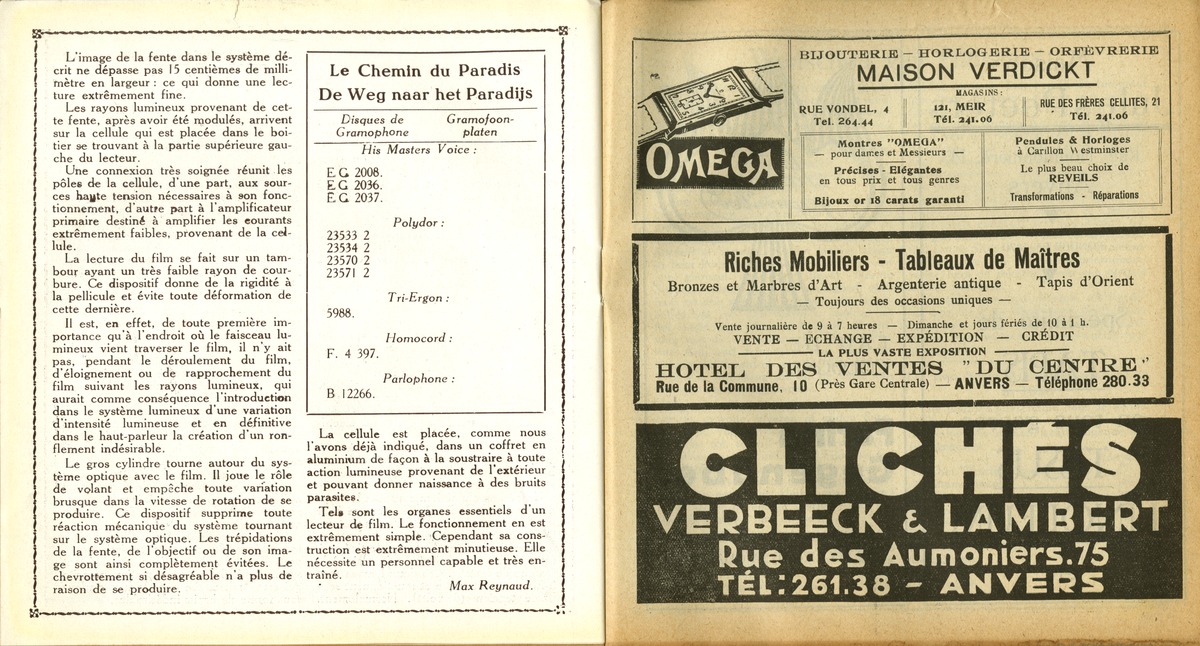 L'image de la fente dans le système dé-
crit ne dépasse pas 15 centièmes de milli-
mètre en largeur : ce qui donne une lec-
ture extrêmement fine.
Les rayons lumineux provenant de cet-
te fente, après avoir été modulés, arrivent
sur la cellule qui est placée dans le boi-
tier se trouvant à la partie supérieure gau-
che du lecteur.
Une connexion très soignée réunit les
pôles de la cellule, d'une part, aux sour-
ces haute tension nécessaires à son fonc-
tionnement, d'autre part à l'amplificateur
primaire destiné à amplifier les courants
extrêmement faibles, provenant de la cel-
lule.
La lecture du film se fait sur un tam-
bour ayant un très faible rayon de cour-
bure. Ce dispositif donne de la rigidité à
la pellicule et évite toute déformation de
cette dernière.
Il est, en effet, de toute première im-
portance qu'à l'endroit où le faisceau lu-
mineux vient traverser le film, il n'y ait
pas, pendant le déroulement du film,
d'éloignement ou de rapprochement du
film suivant les rayons lumineux, qui
aurait comme conséquence l'introduction
dans le système lumineux d'une variation
d'intensité lumineuse et en définitive
dans le haut-parleur la création d'un ron-
flement indésirable.
Le gros cylindre tourne autour du sys-
tème optique avec le film. Il joue le rôle
de volant et empêche toute variation
brusque dans la vitesse de rotation de se
produire. Ce dispositif supprime toute
réaction mécanique du système tournant
sur le système optique. Les trépidations
de la fente, de l'objectif ou de son ima-
ge sont ainsi complètement évitées. Le
chevrottement si désagréable n'a plus de
raison de se produire.
Le Chemin du Paradis
De Weg naar het Paradijs
Disques de Gramofoon-
Gramophone platen
His Masters Voice :
E G 2008.
E G 2036.
E G 2037.
Polydor :
23533 2
23534 2
23570 2
23571 2
Tri-Ergon :
5988.
Homocord :
F. 4 397.
Parlophone :
B 12266.
La cellule est placée, comme nous
l'avons déjà indiqué, dans un coffret en
aluminium de façon à la soustraire à toute
action lumineuse provenant de l'extérieur
et pouvant donner naissance à des bruits
parasites.
Tels sont les organes essentiels d'un
lecteur de film. Le fonctionnement en est
extrêmement simple. Cependant sa cons-
truction est extrêmement minutieuse. Elle
nécessite un personnel capable et très en-
traîné.
Max Reynaud.
OMEGA
BIJOUTERIE – HORLOGERIE – ORFÈVRERIE
MAISON VERDICKT
MAGASINS :
RUE VONDEL, 4
Tel. 264.44
121, MEIR
Tél. 241.06
RUE DES FRÈRES CELLITES, 21
Tél. 241.06
Montres "OMEGA"
— pour dames et Messieurs —
Précises - Elégantes
en tous prix et tous genres
Bijoux or 18 carats garanti
Pendules & Horloges
à Carillon Westminster
Le plus beau choix de
REVEILS
Transformations - Réparations
Riches Mobiliers - Tableaux de Maîtres
Bronzes et Marbres d'Art - Argenterie antique - Tapis d'Orient
— Toujours des occasions uniques —
Vente journalière de 9 à 7 heures — Dimanche et jours fériés de 10 à 1 h.
VENTE — ECHANGE — EXPÉDITION — CRÉDIT
LA PLUS VASTE EXPOSITION
HOTEL DES VENTES "DU CENTRE"
Rue de la Commune, 10 (Près Gare Centrale) — ANVERS — Téléphone 280.33
CLICHÉS
VERBEECK & LAMBERT
Rue des Aumoniers.75
TÉL:261.38 – ANVERS